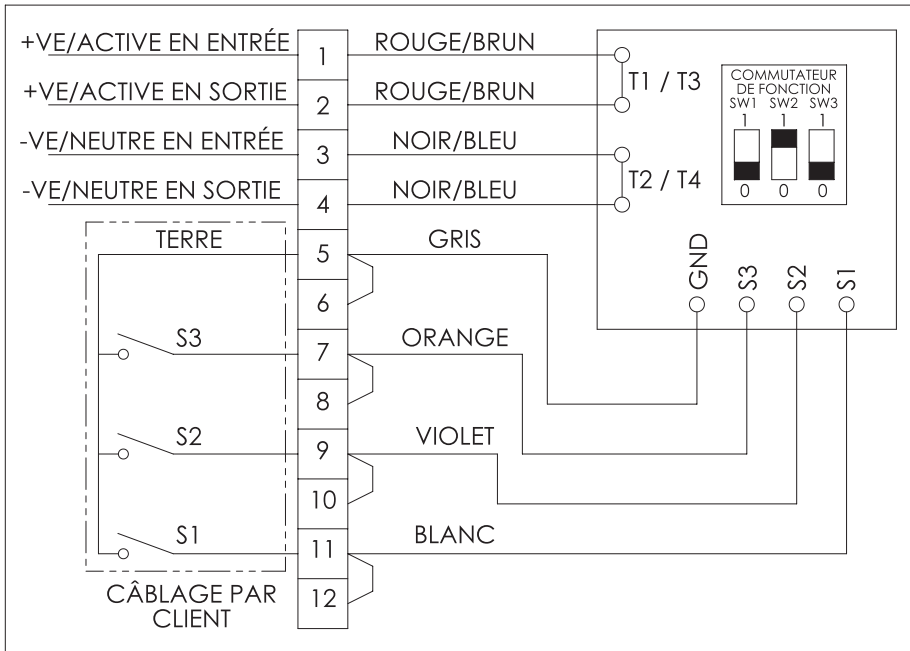 +VE/ACTIVE EN ENTRÉE 1 ROUGE/BRUN
+VE/ACTIVE EN SORTIE 2 ROUGE/BRUN
-VE/NEUTRE EN ENTRÉE 3 NOIR/BLEU
-VE/NEUTRE EN SORTIE 4 NOIR/BLEU
TERRE 5 GRIS
6
S3 7 ORANGE
8
S2 9 VIOLET
10
S1 11 BLANC
12
CÂBLAGE PAR
CLIENT
T1 / T3
T2 / T4
COMMUTATEUR
DE FONCTION
SW1 SW2 SW3
1 1 1
0 0 0
GND S3 S2 S1